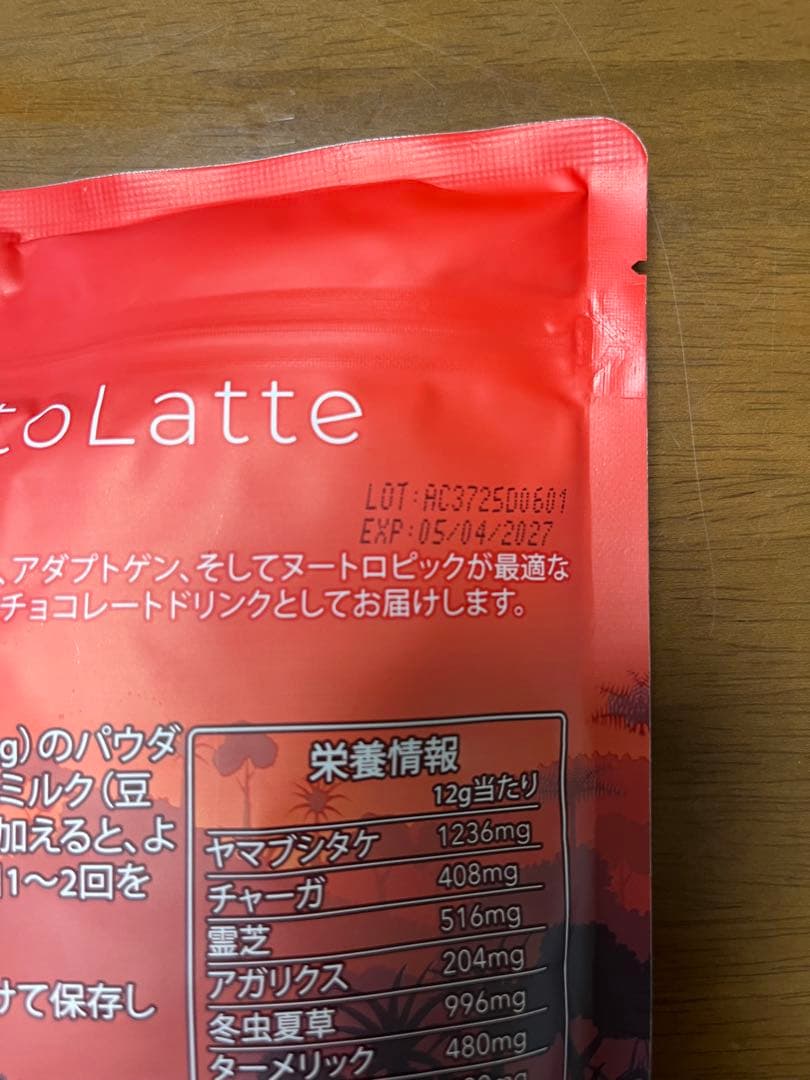 toLatte
LOT:AC3725D0601
EXP:05/04/2027
、アダプトゲン、そしてヌートロピックが最適な
チョコレートドリンクとしてお届けします。
g)のパウダ
ミルク(豆
加えると、よ
1～2回を
けて保存し
栄養情報
12g当たり
ヤマブシタケ 1236mg
チャーガ 408mg
霊芝 516mg
アガリクス 204mg
冬虫夏草 996mg
ターメリック 480mg